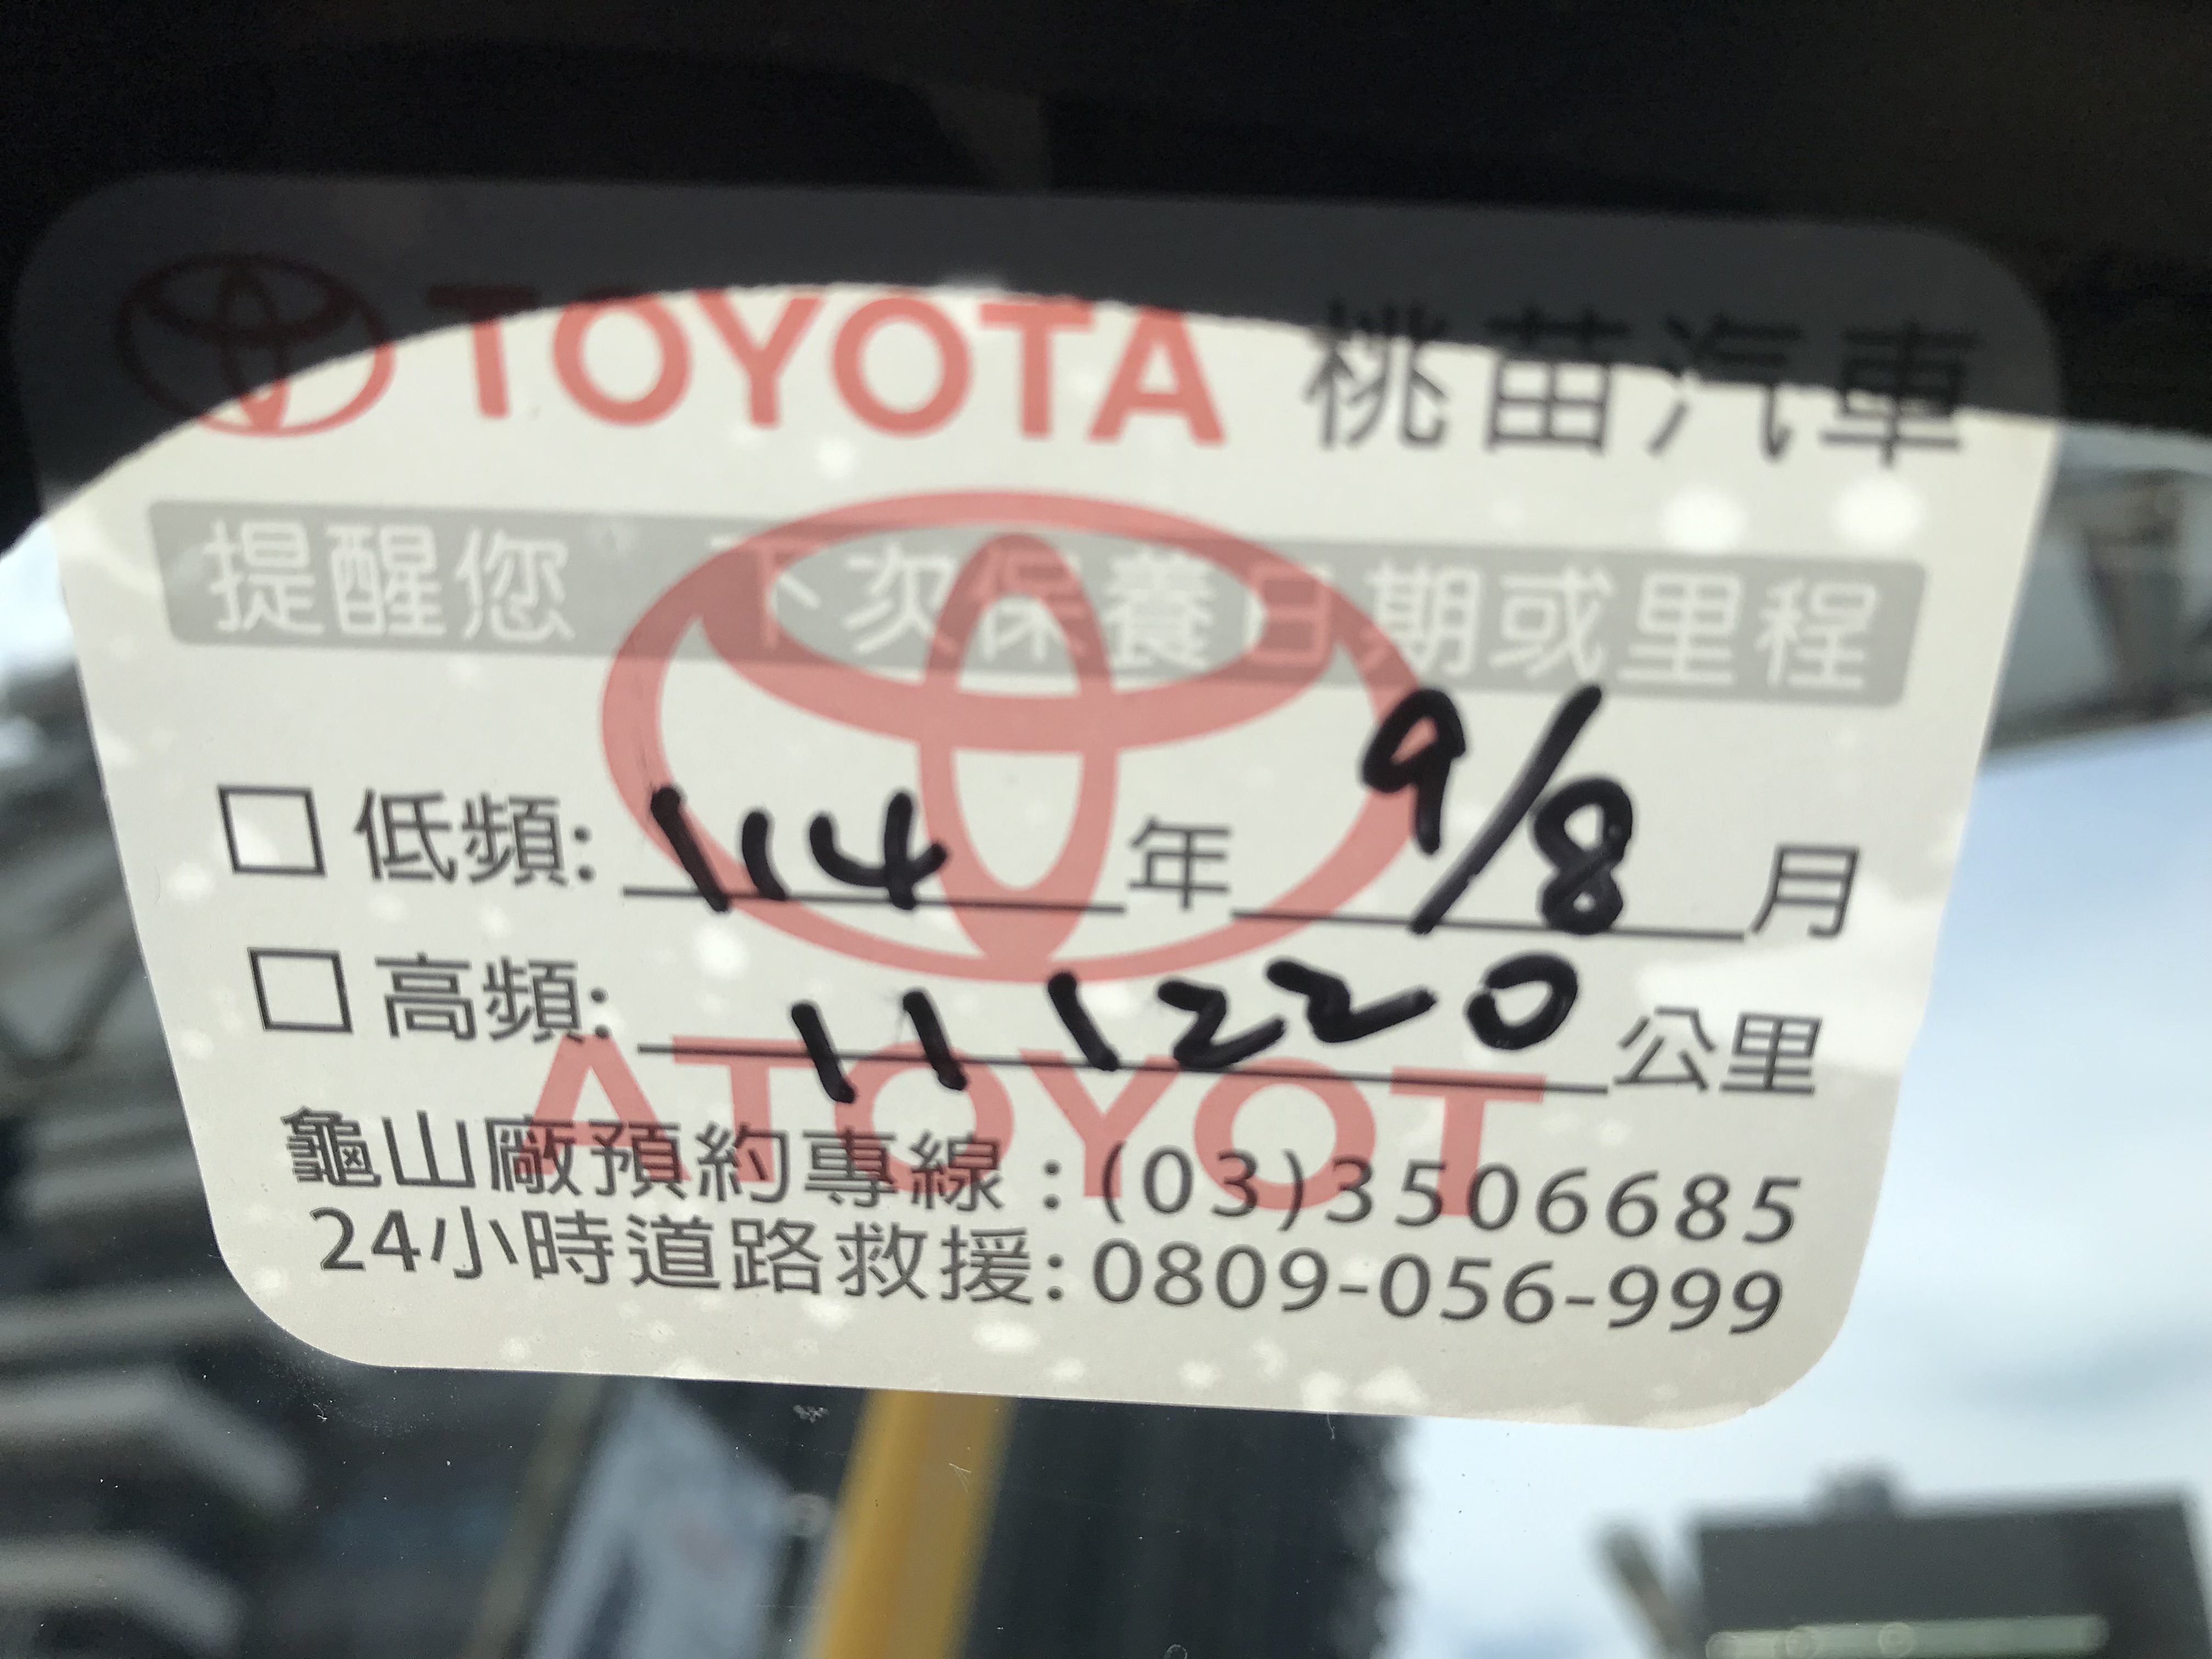 TOYOTA 桃苗汽車
提醒您 下次保養日期或里程
□ 低頻: 114 年 9/8 月
□ 高頻: 111220 公里
TOYOTA
龜山廠預約專線:(03)3506685
24小時道路救援:0809-056-999